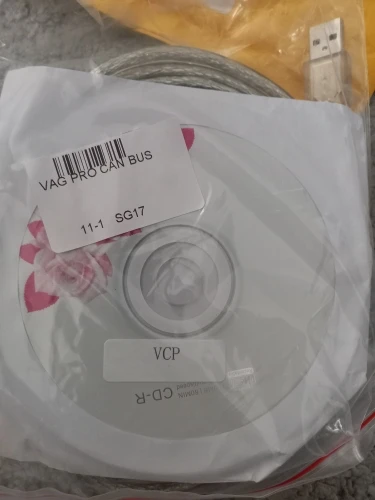 VAG PRO CAN BUS
11-1 SG17
VCP
CD-R